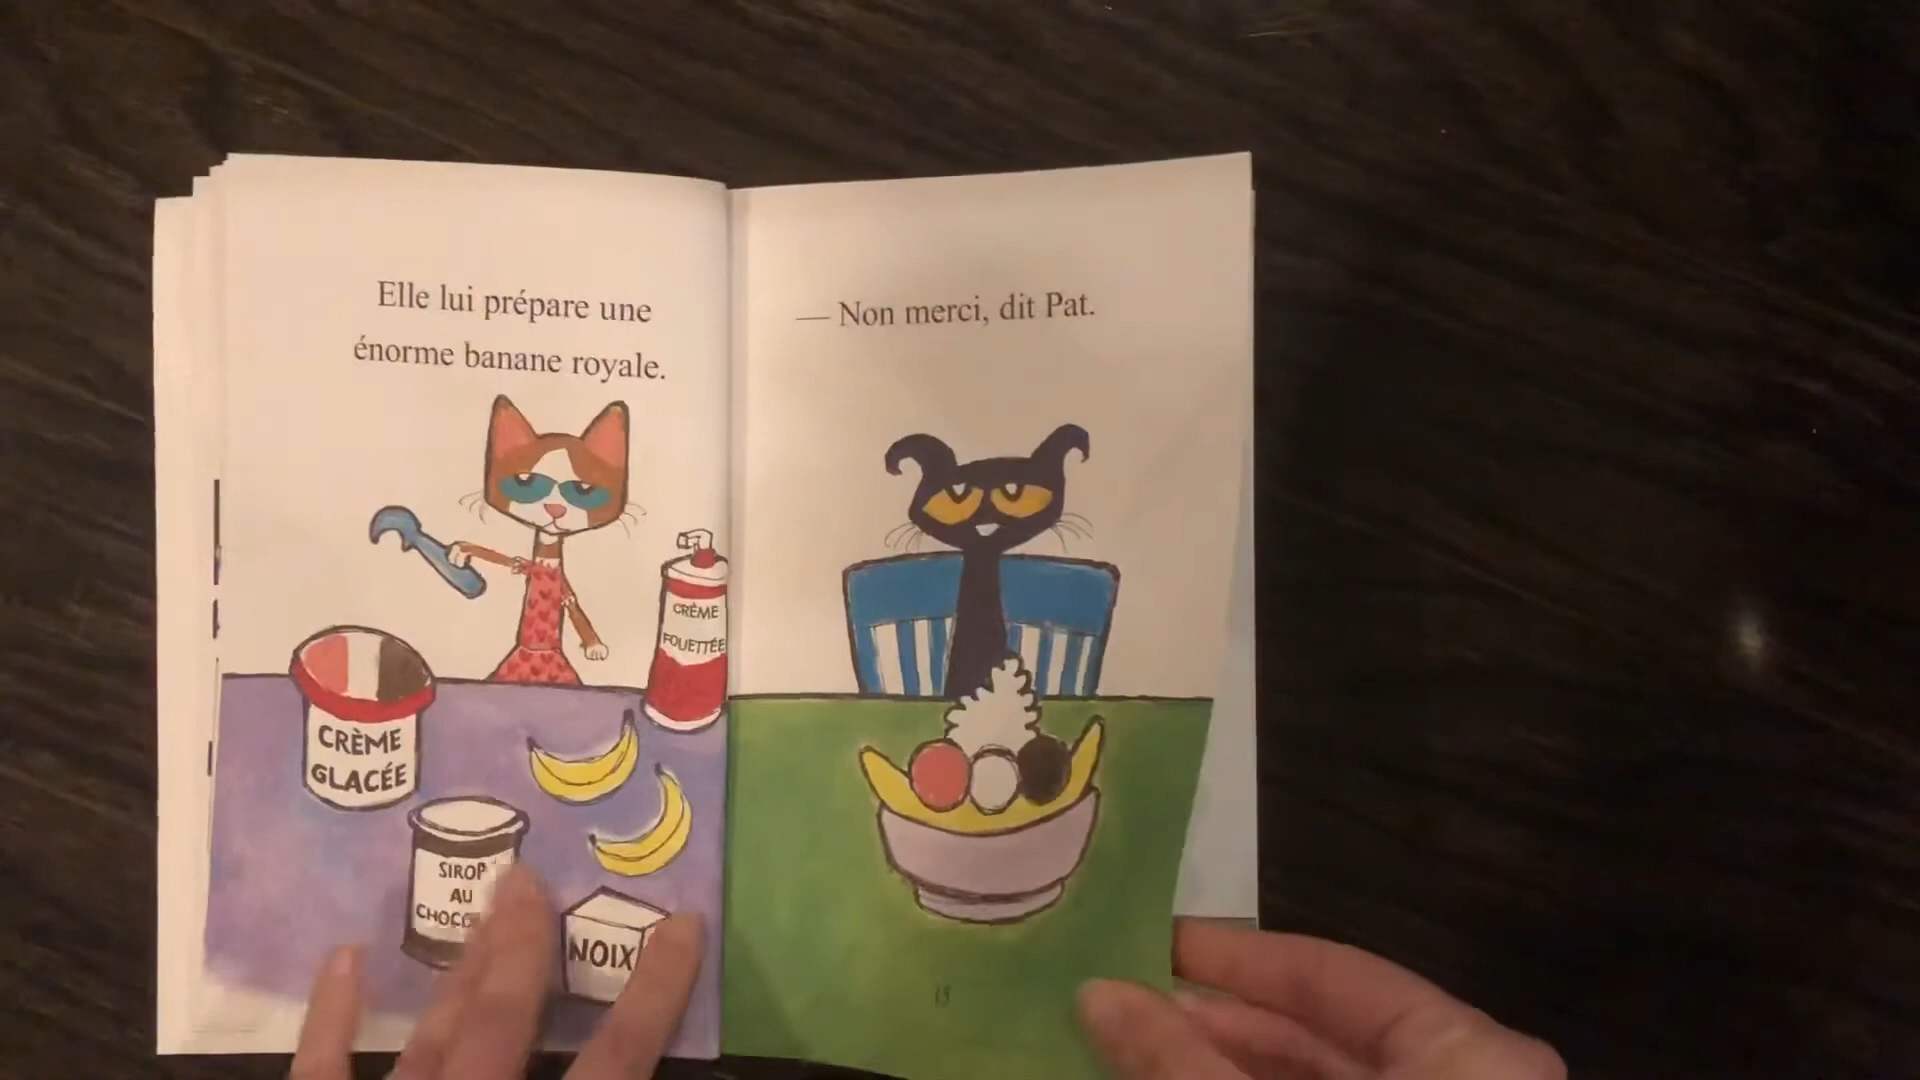 Elle lui prépare une
énorme banane royale.
CRÈME
FOUETTÉE
CRÈME
GLACÉE
SIROP
AU
NOIX
— Non merci, dit Pat.